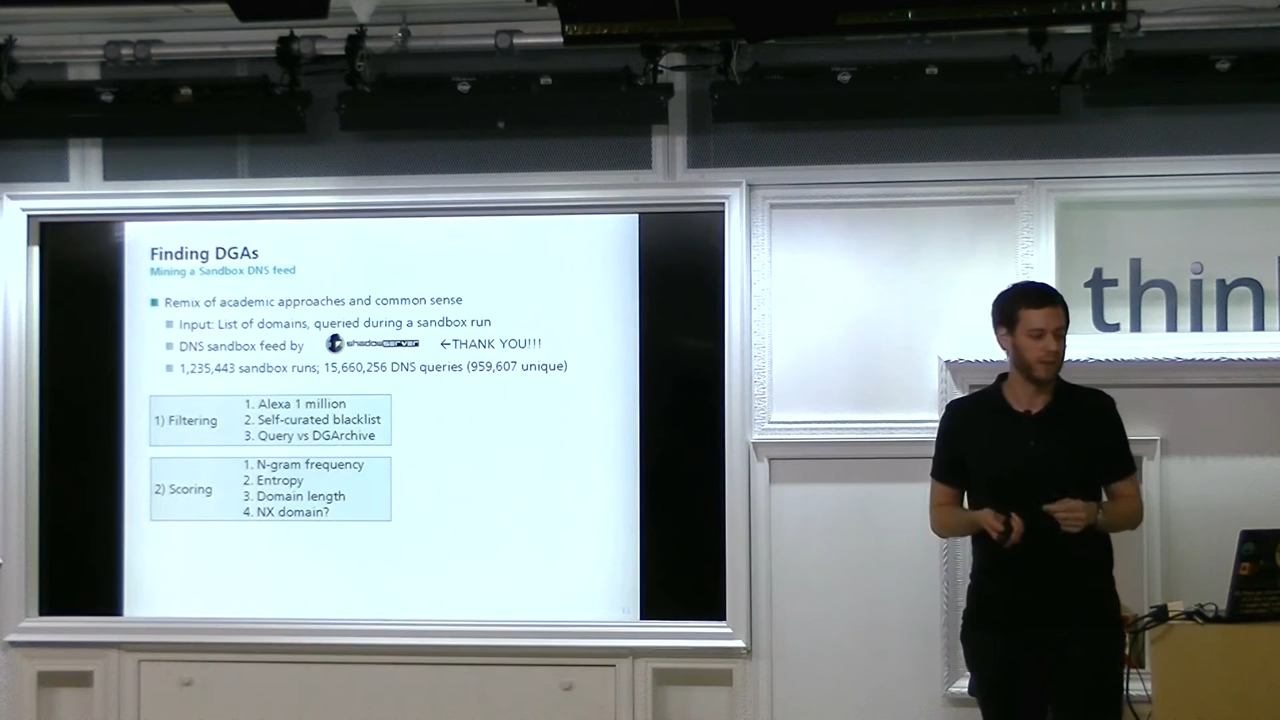 Finding DGAs
Mining a Sandbox DNS feed
Remix of academic approaches and common sense
Input: List of domains, queried during a sandbox run
DNS sandbox feed by shadowserver ←THANK YOU!!!
1,235,443 sandbox runs; 15,660,256 DNS queries (959,607 unique)
1) Filtering
1. Alexa 1 million
2. Self-curated blacklist
3. Query vs DGArchive
2) Scoring
1. N-gram frequency
2. Entropy
3. Domain length
4. NX domain?
think